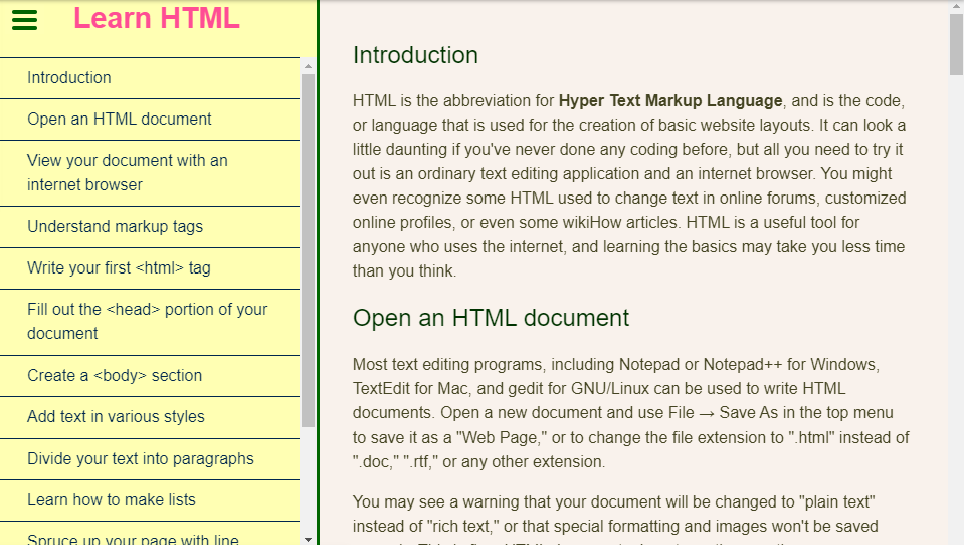 Learn HTML
Introduction
Open an HTML document
View your document with an
internet browser
Understand markup tags
Write your first <html> tag
Fill out the <head> portion of your
document
Create a <body> section
Add text in various styles
Divide your text into paragraphs
Learn how to make lists
Spruce up your page with line
Introduction
HTML is the abbreviation for Hyper Text Markup Language, and is the code,
or language that is used for the creation of basic website layouts. It can look a
little daunting if you've never done any coding before, but all you need to try it
out is an ordinary text editing application and an internet browser. You might
even recognize some HTML used to change text in online forums, customized
online profiles, or even some wikiHow articles. HTML is a useful tool for
anyone who uses the internet, and learning the basics may take you less time
than you think.
Open an HTML document
Most text editing programs, including Notepad or Notepad++ for Windows,
TextEdit for Mac, and gedit for GNU/Linux can be used to write HTML
documents. Open a new document and use File → Save As in the top menu
to save it as a "Web Page," or to change the file extension to ".html" instead of
".doc," ".rtf," or any other extension.
You may see a warning that your document will be changed to "plain text"
instead of "rich text," or that special formatting and images won't be saved